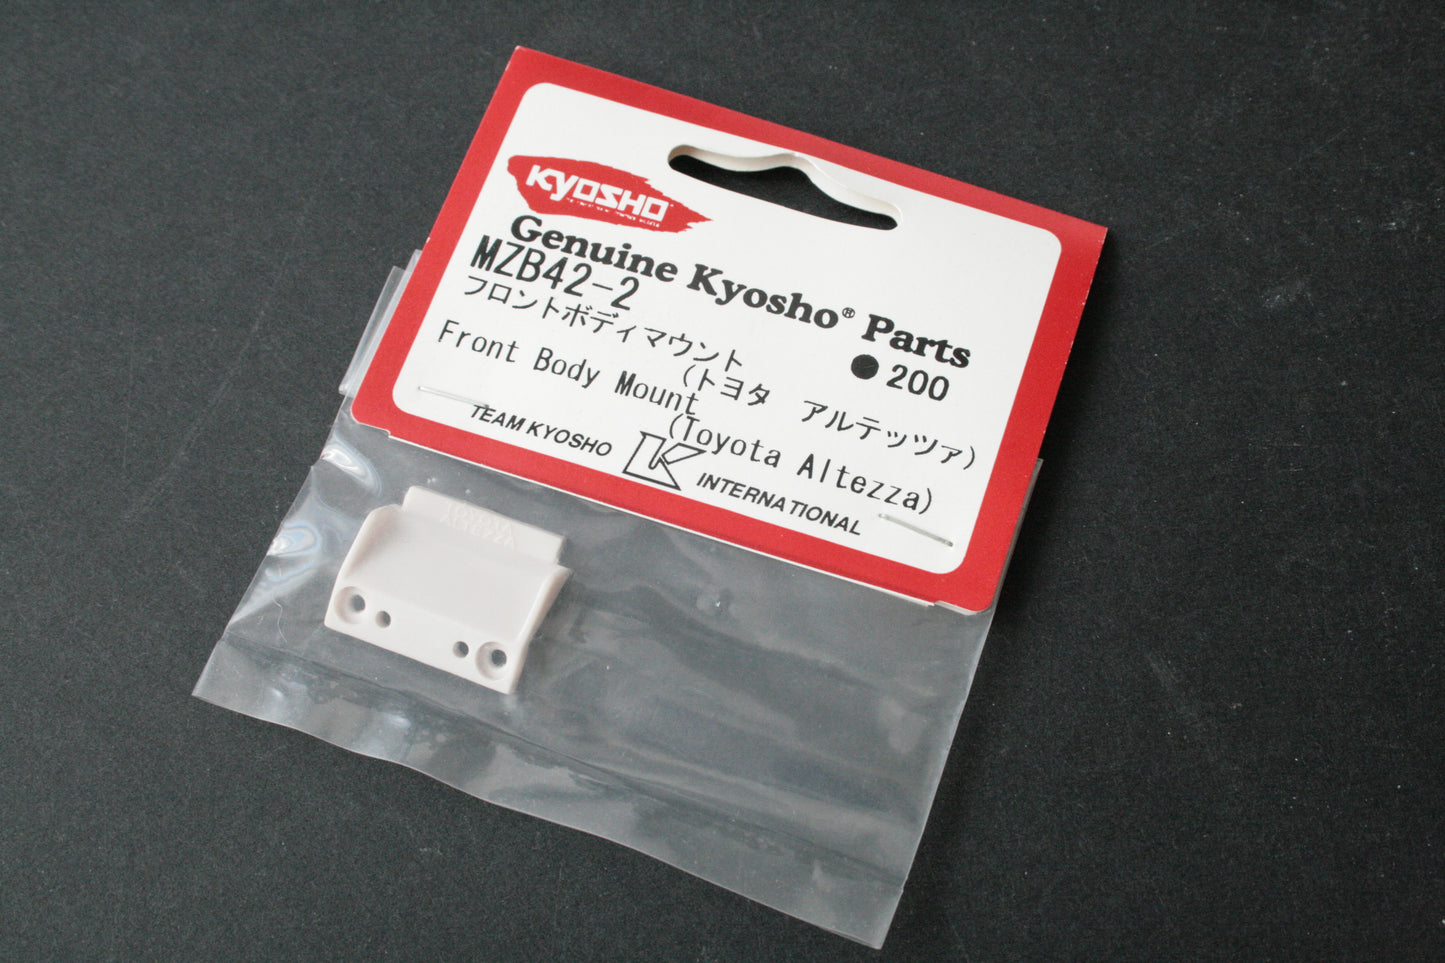 KYOSHO
Genuine Kyosho® Parts
MZB42-2
●200
フロントボディマウント
(トヨタ アルテッツァ)
Front Body Mount
(Toyota Altezza)
TEAM KYOSHO
INTERNATIONAL
TOYOTA
ALTEZZA